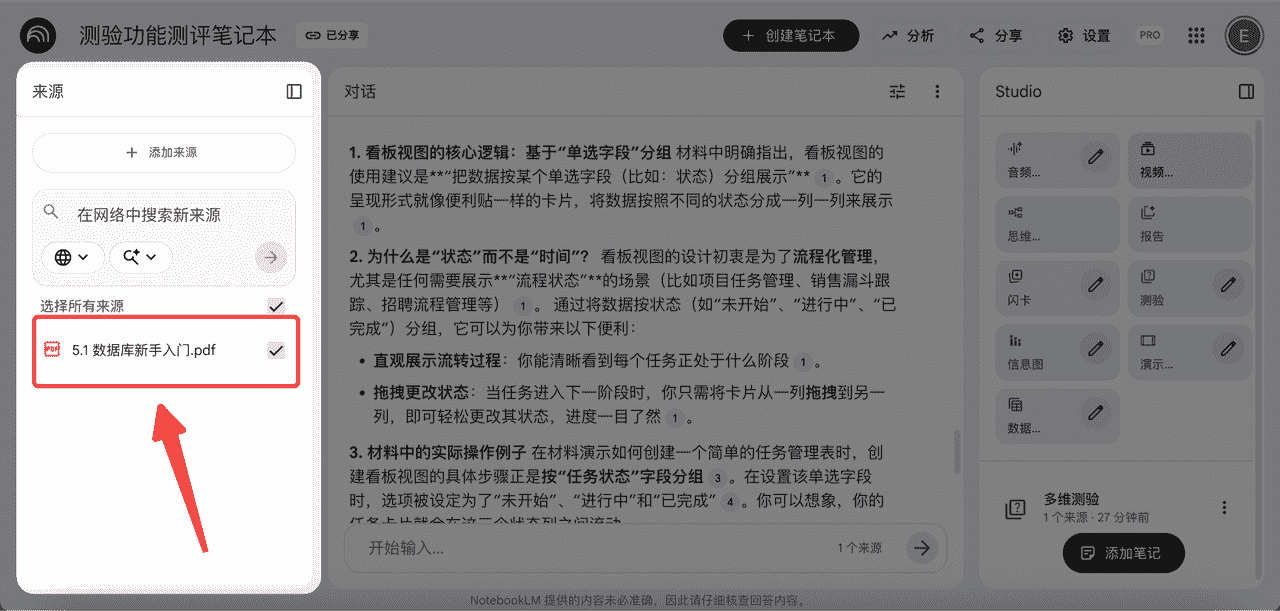 测验功能测评笔记本
已分享
创建笔记本
分析
分享
设置
PRO
E
来源
添加来源
在网络中搜索新来源
选择所有来源
PDF
5.1 数据库新手入门.pdf
对话
1. 看板视图的核心逻辑：基于“单选字段”分组 材料中明确指出，看板视图的
使用建议是**“把数据按某个单选字段（比如：状态）分组展示”** 1 。它的
呈现形式就像便利贴一样的卡片，将数据按照不同的状态分成一列一列来展示
1 。
2. 为什么是“状态”而不是“时间”？ 看板视图的设计初衷是为了流程化管理，
尤其是任何需要展示**“流程状态”**的场景（比如项目任务管理、销售漏斗跟
踪、招聘流程管理等） 1 。 通过将数据按状态（如“未开始”、“进行中”、“已
完成”）分组，它可以为你带来以下便利：
• 直观展示流转过程：你能清晰看到每个任务正处于什么阶段 1 。
• 拖拽更改状态：当任务进入下一阶段时，你只需将卡片从一列拖拽到另一
列，即可轻松更改其状态，进度一目了然 1 。
3. 材料中的实际操作例子 在材料演示如何创建一个简单的任务管理表时，创
建看板视图的具体步骤正是按“任务状态”字段分组 3 。在设置该单选字段
时，选项被设定为了“未开始”、“进行中”和“已完成” 4 。你可以想象，你的
任务卡片就会在这三个状态列之间流动
开始输入...
1 个来源
NotebookLM 提供的内容未必准确，因此请仔细核查回答内容。
Studio
音频...
视频...
思维...
报告
闪卡
测验
信息图
演示...
数据...
多维测验
1 个来源 · 27 分钟前
添加笔记